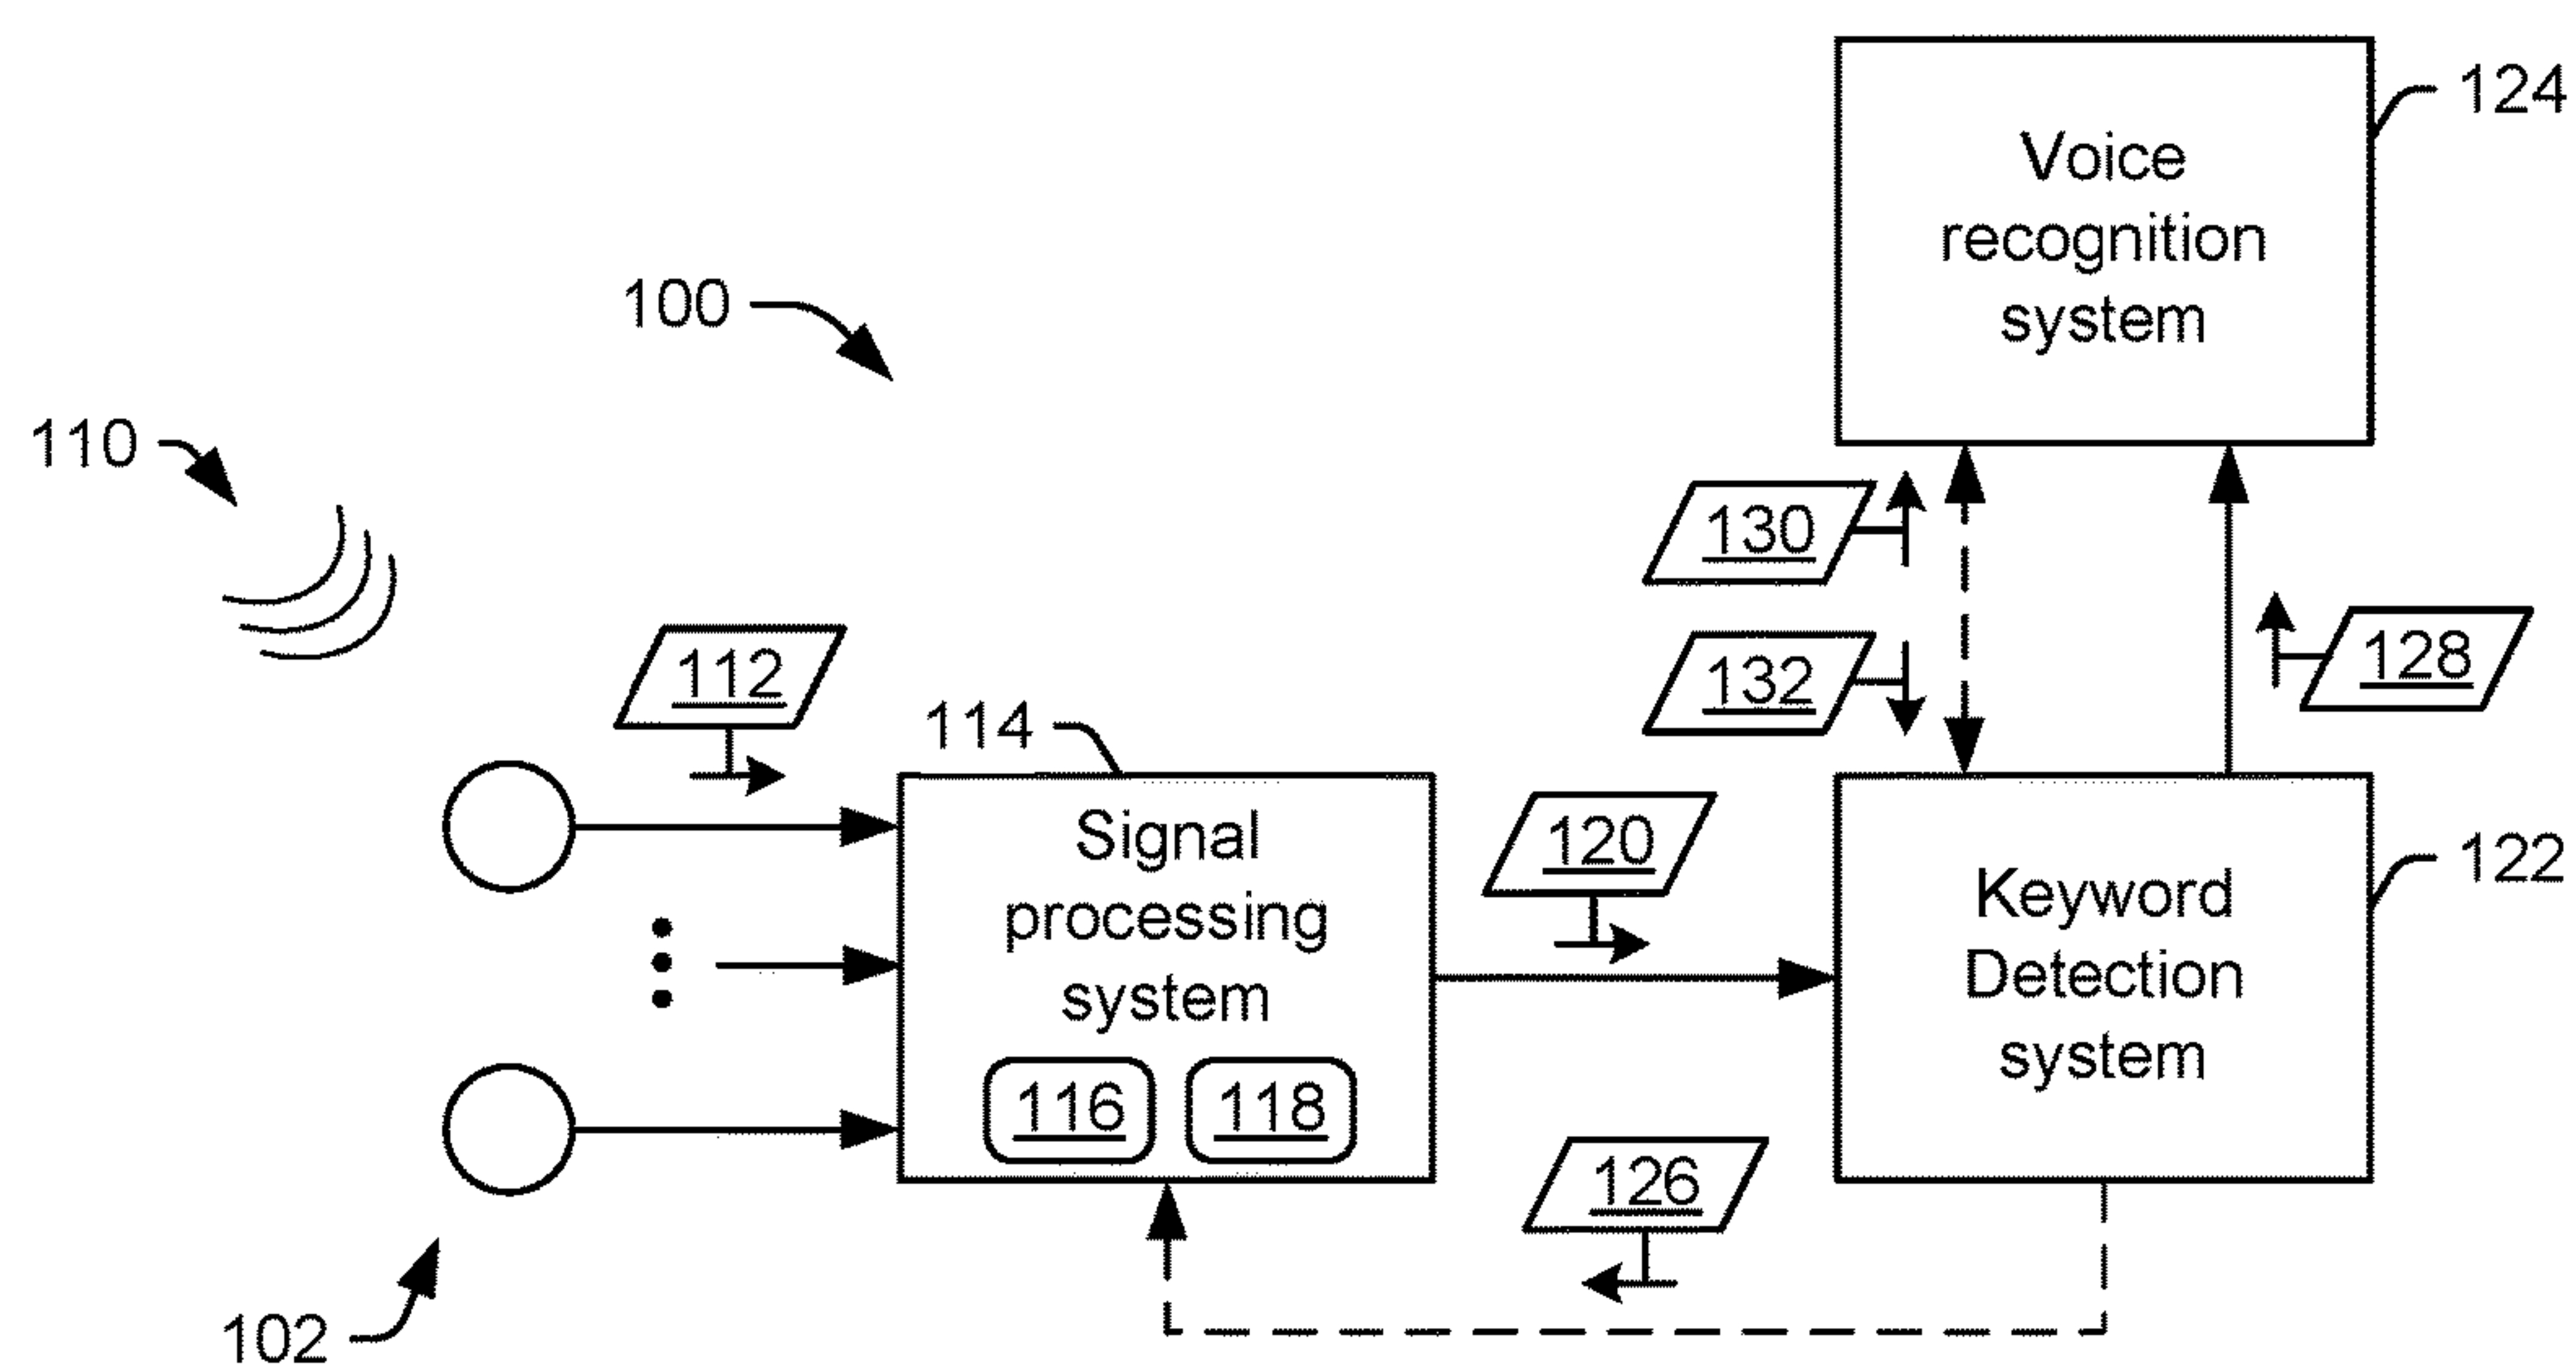 124
Voice
recognition
system
100
110
130
112
132
128
114
Signal
processing
system
120
122
Keyword
Detection
system
116 118
126
102